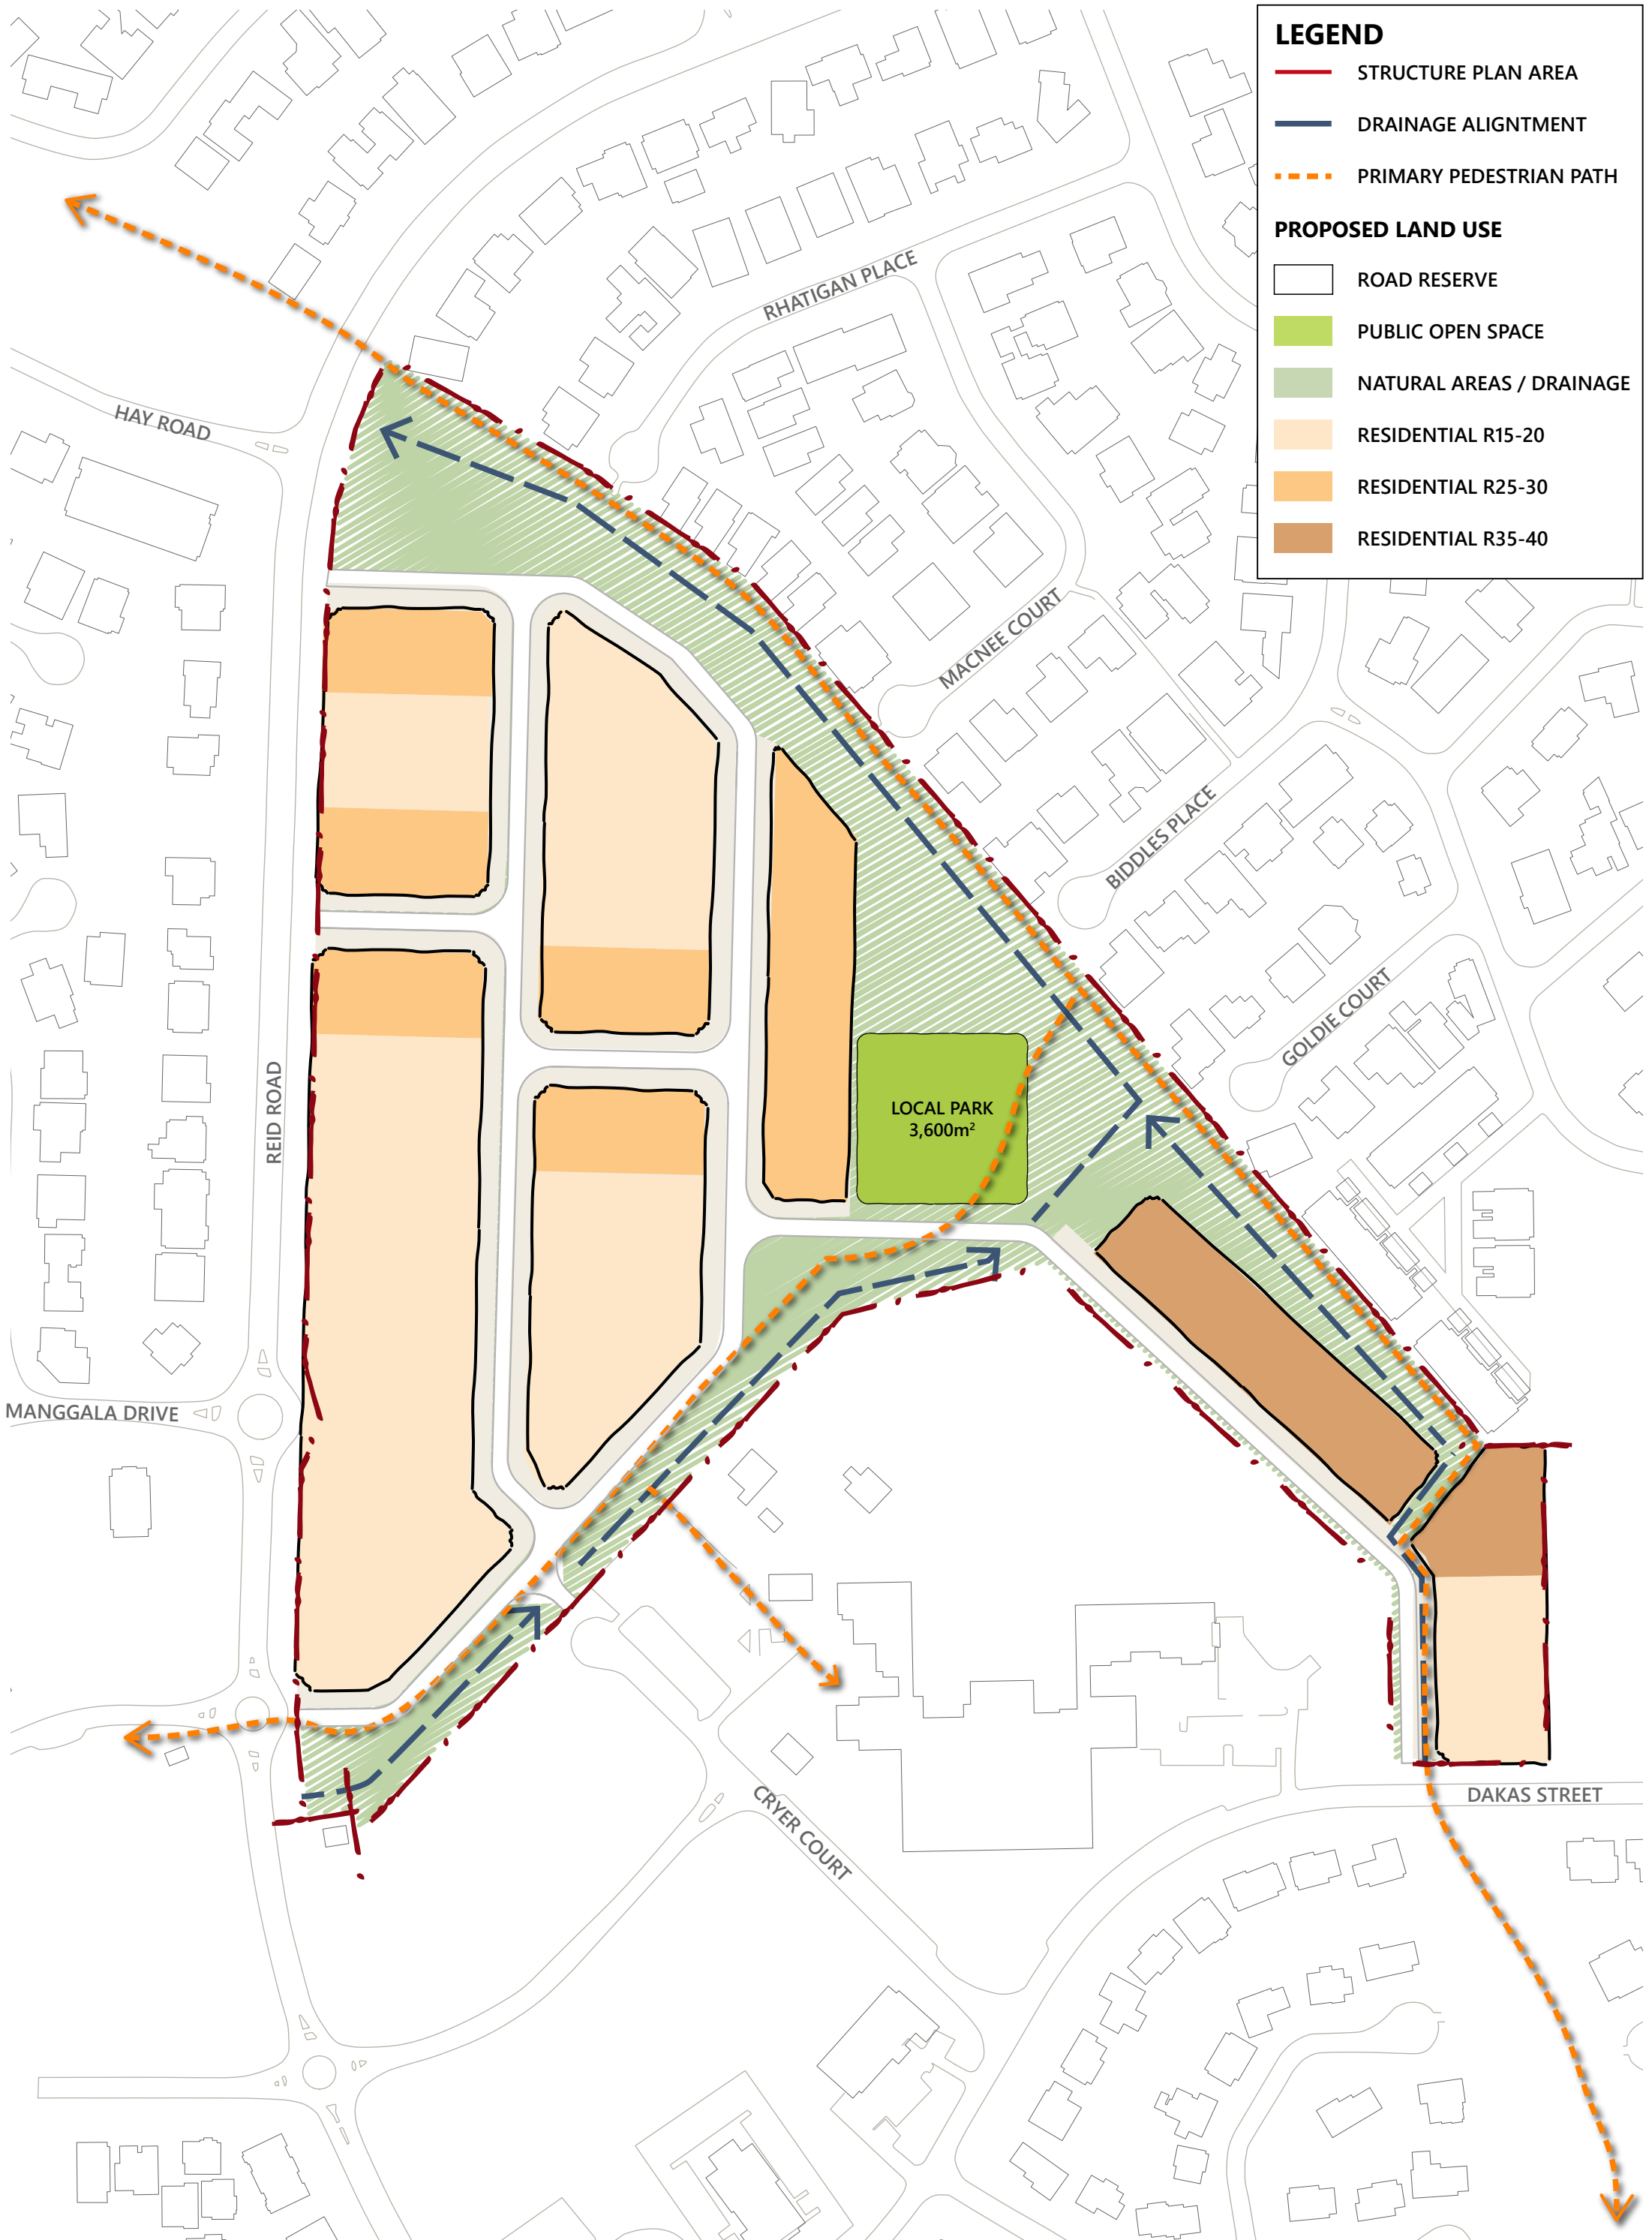 LEGEND
STRUCTURE PLAN AREA
DRAINAGE ALIGNTMENT
PRIMARY PEDESTRIAN PATH
PROPOSED LAND USE
ROAD RESERVE
PUBLIC OPEN SPACE
NATURAL AREAS / DRAINAGE
RESIDENTIAL R15-20
RESIDENTIAL R25-30
RESIDENTIAL R35-40
RHATIGAN PLACE
HAY ROAD
MACNEE COURT
BIDDLES PLACE
GOLDIE COURT
REID ROAD
LOCAL PARK
3,600m²
MANGGALA DRIVE
DAKAS STREET
CRYER COURT